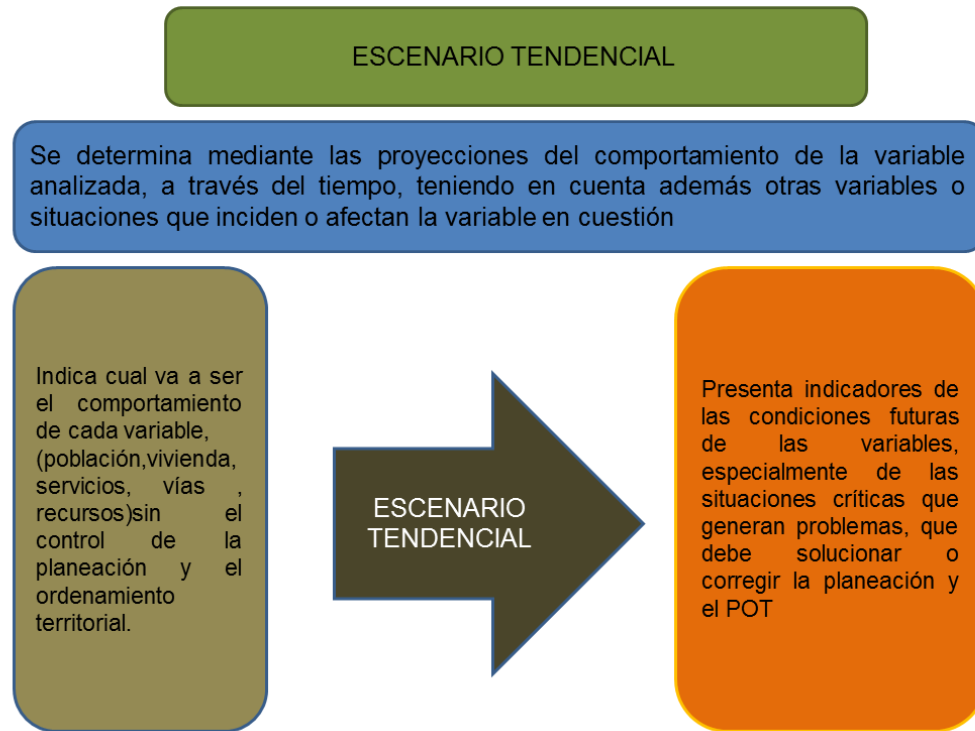 ESCENARIO TENDENCIAL
Se determina mediante las proyecciones del comportamiento de la variable
analizada, a través del tiempo, teniendo en cuenta además otras variables o
situaciones que inciden o afectan la variable en cuestión
Indica cual va a ser
el comportamiento
de cada variable,
(población,vivienda,
servicios, vías ,
recursos)sin el
control de la
planeación y el
ordenamiento
territorial.
ESCENARIO
TENDENCIAL
Presenta indicadores de
las condiciones futuras
de las variables,
especialmente de las
situaciones críticas que
generan problemas, que
debe solucionar o
corregir la planeación y
el POT